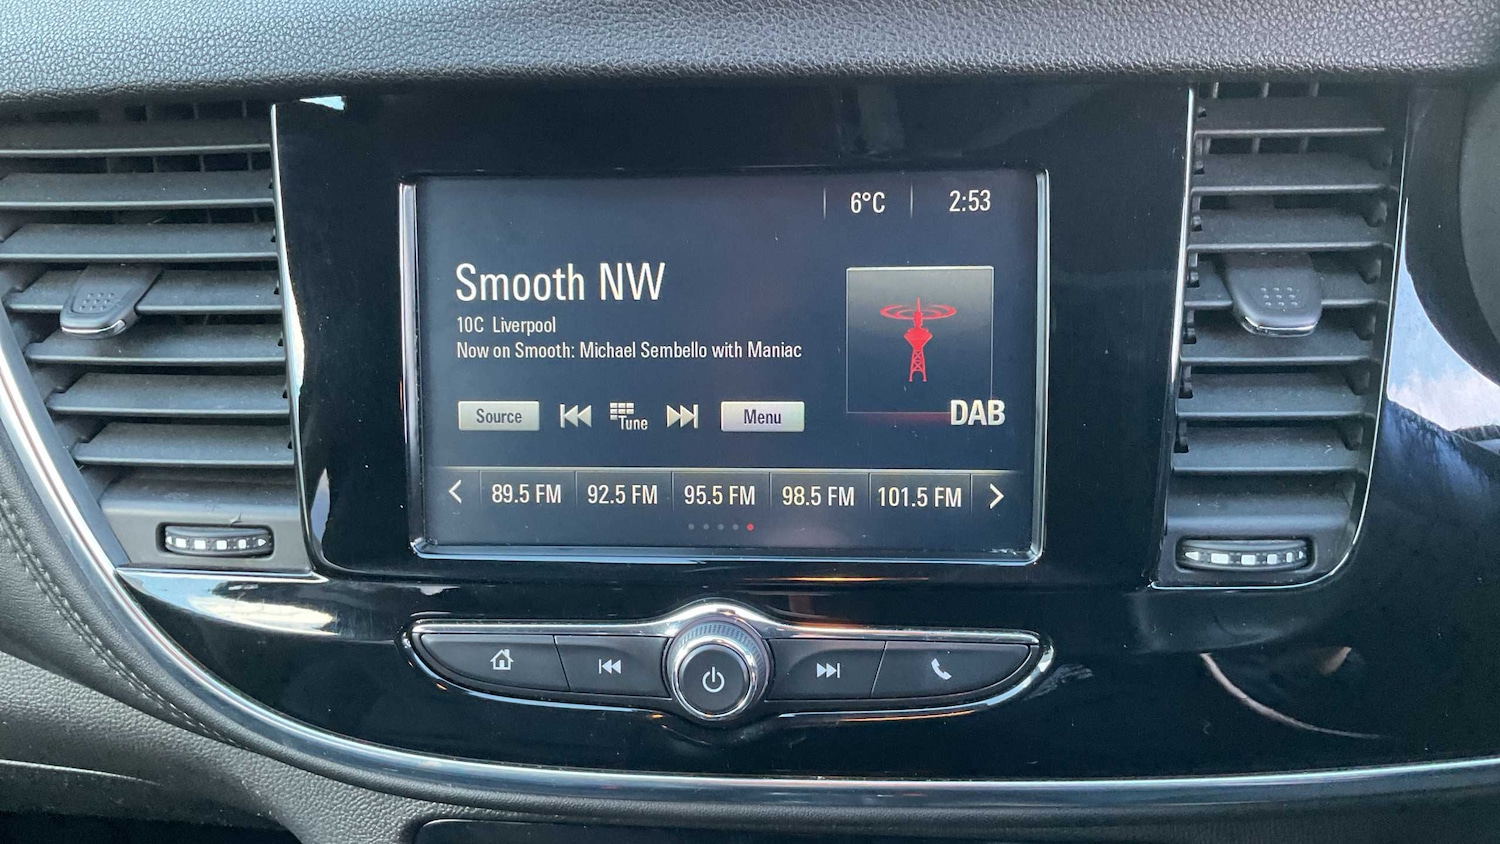 6°C 2:53
Smooth NW
10C Liverpool
Now on Smooth: Michael Sembello with Maniac
Source Tune Menu
DAB
89.5 FM 92.5 FM 95.5 FM 98.5 FM 101.5 FM